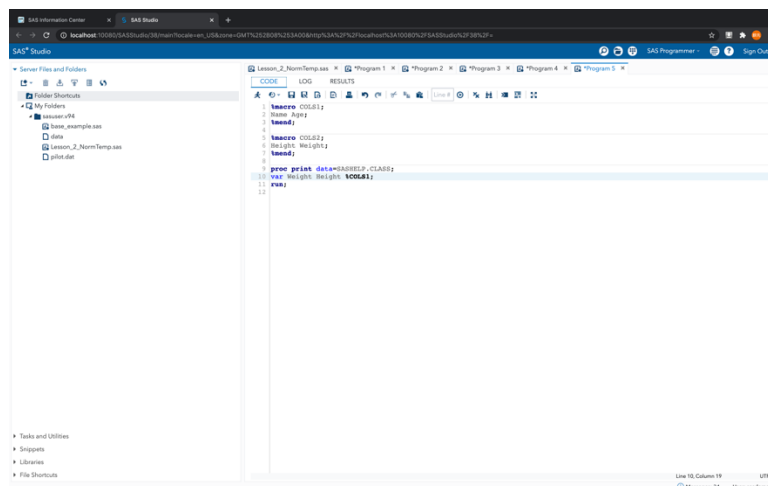 SAS Information Center
SAS Studio
localhost:10080/SASStudio/38/main?locale=en_US&zone=GMT%252B08%253A00&http%3A%2F%2Flocalhost%3A10080%2FSASStudio%2F38%2F=
SAS® Studio
SAS Programmer
Sign Out
Server Files and Folders
Folder Shortcuts
My Folders
sasuser.v94
base_example.sas
data
Lesson_2_NormTemp.sas
pilot.dat
Tasks and Utilities
Snippets
Libraries
File Shortcuts
Lesson_2_NormTemp.sas
*Program 1
*Program 2
*Program 3
*Program 4
*Program 5
CODE LOG RESULTS
Line #
1 %macro COLS1;
2 Name Age;
3 %mend;
4
5 %macro COLS2;
6 Height Weight;
7 %mend;
8
9 proc print data=SASHELP.CLASS;
10 var Weight Height %COLS1;
11 run;
12
Line 10, Column 19